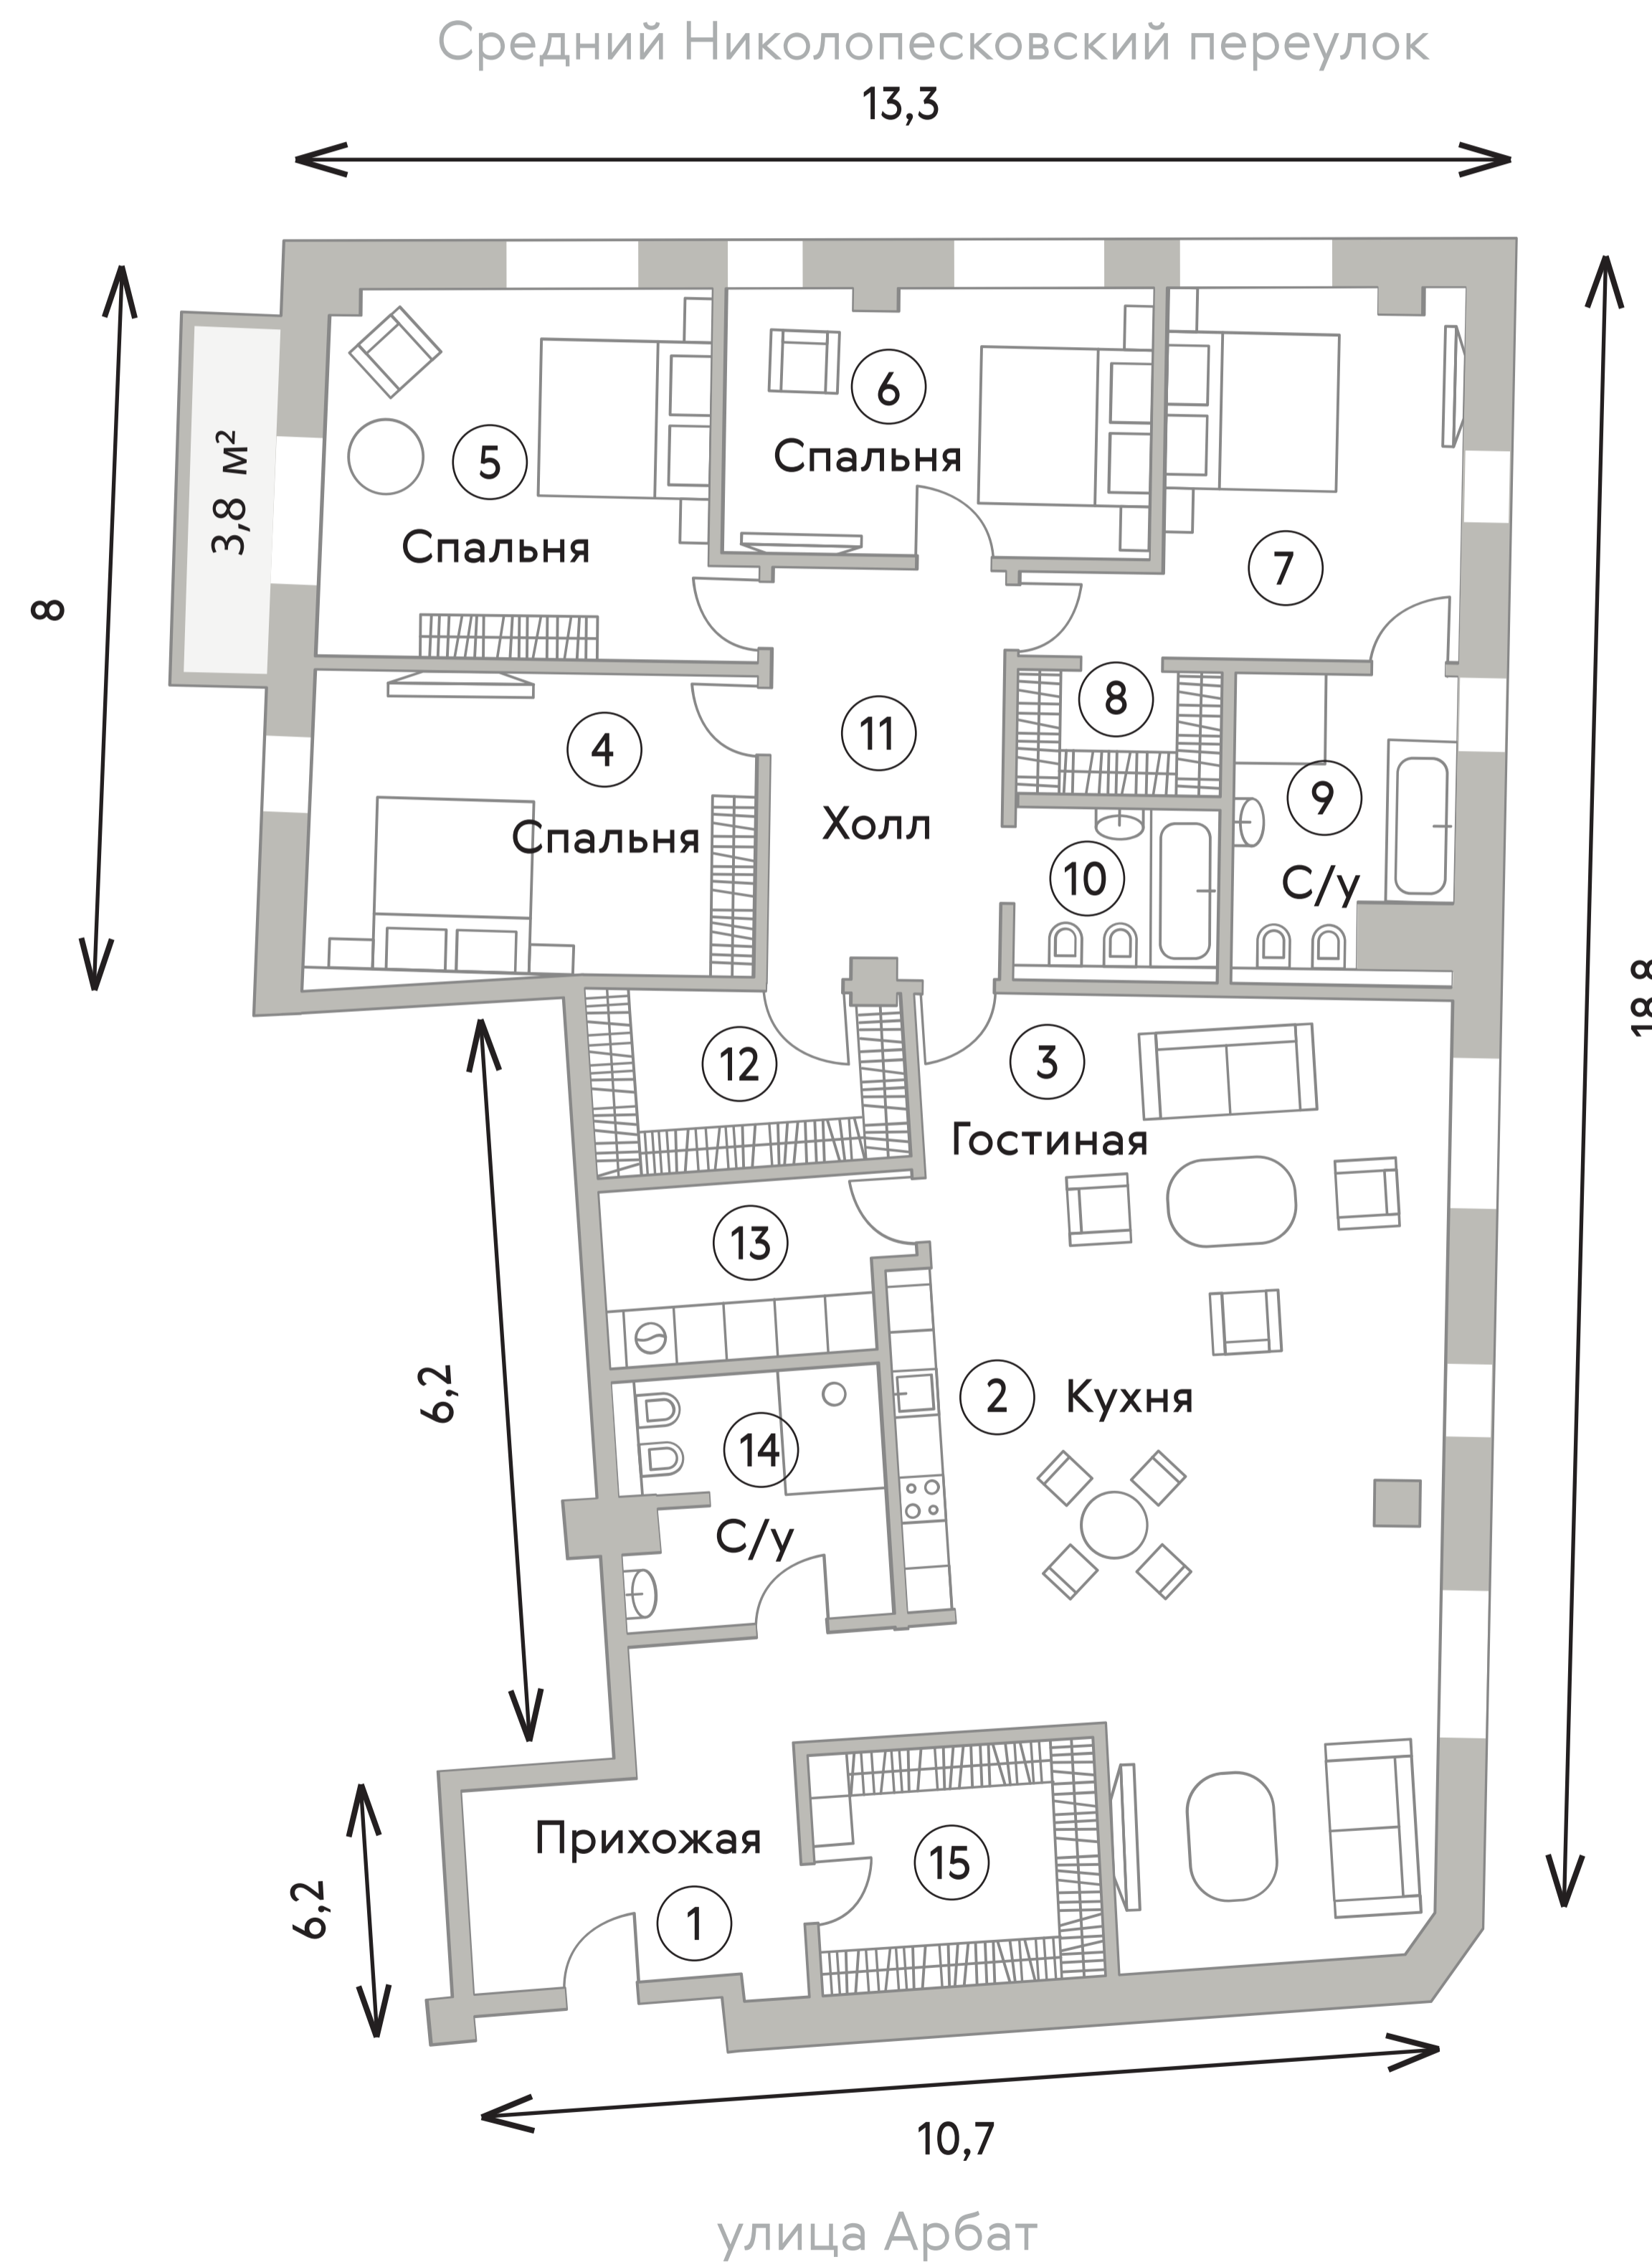 Средний Николопесковский переулок
13,3
8
3,8 м²
5
Спальня
6
Спальня
7
4
Спальня
11
Холл
8
9
С/у
10
18,8
12
3
Гостиная
13
6,2
2 Кухня
14
С/у
Прихожая
1
15
6,2
10,7
улица Арбат